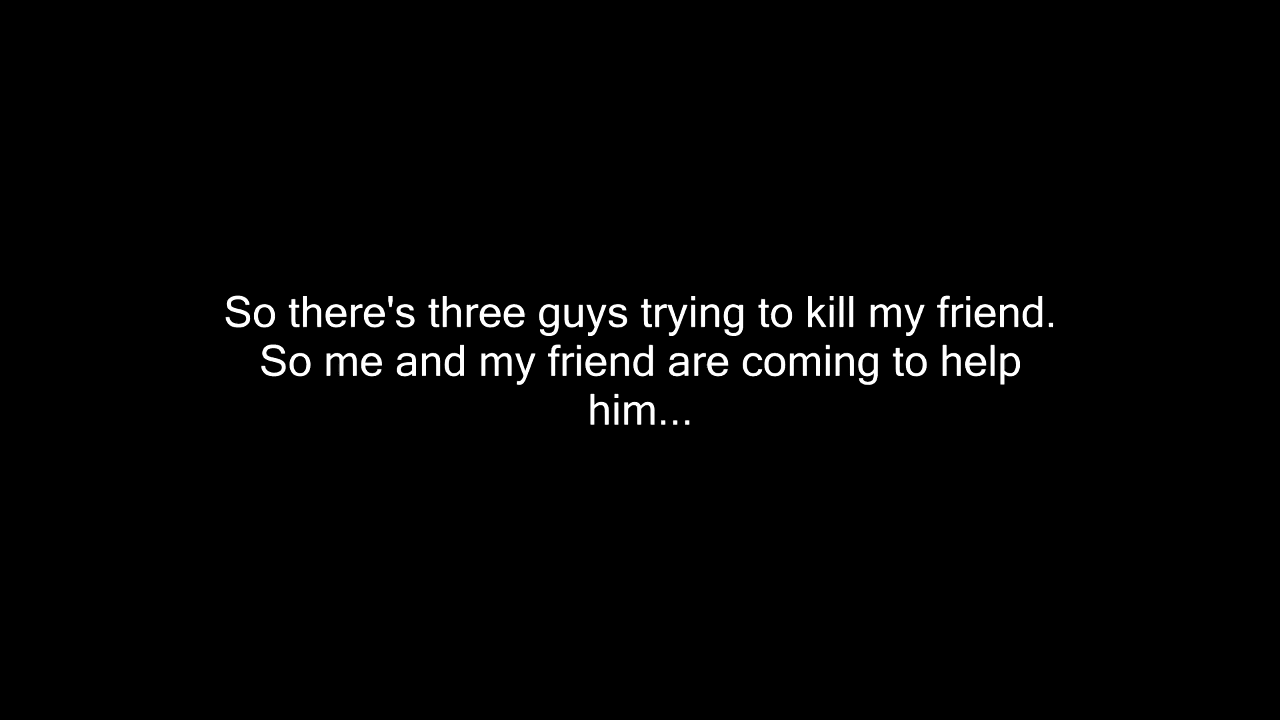 So there's three guys trying to kill my friend.
So me and my friend are coming to help
him...